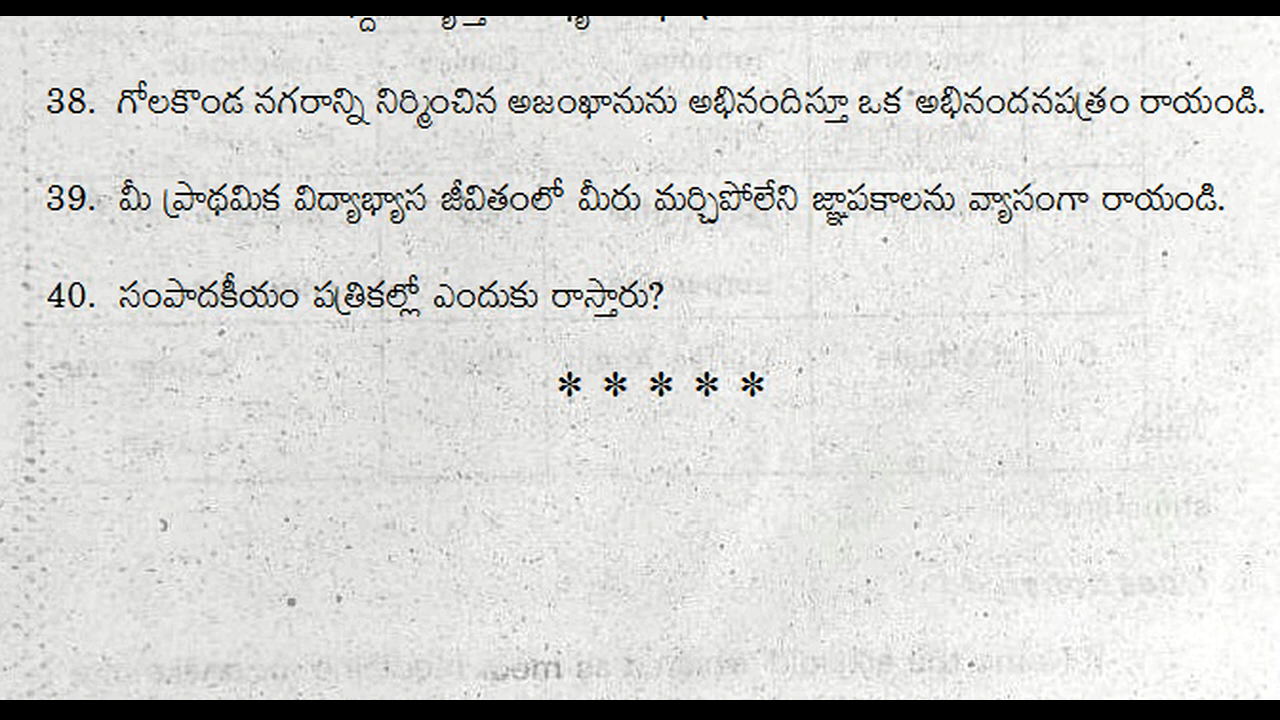 38. గోలకొండ నగరాన్ని నిర్మించిన అజంఖానును అభినందిస్తూ ఒక అభినందనపత్రం రాయండి.
39. మీ ప్రాథమిక విద్యాభ్యాస జీవితంలో మీరు మర్చిపోలేని జ్ఞాపకాలను వ్యాసంగా రాయండి.
40. సంపాదకీయం పత్రికల్లో ఎందుకు రాస్తారు?
* * * * *